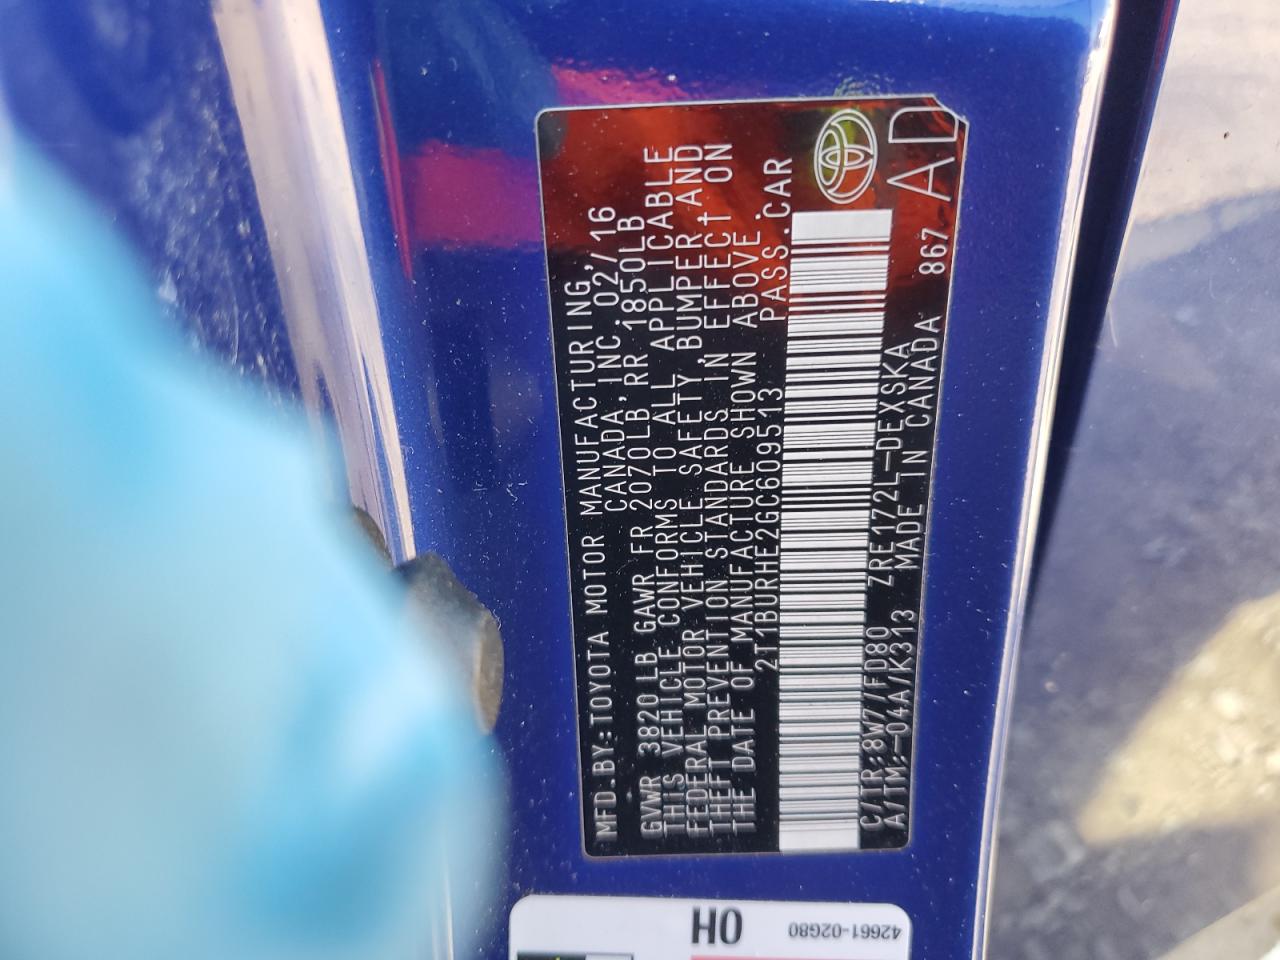 MFD.BY:TOYOTA MOTOR MANUFACTURING,
CANADA,INC. 02/16
GVWR 3820 LB GAWR FR 2070LB,RR 1850LB
THIS VEHICLE CONFORMS TO ALL APPLICABLE
FEDERAL MOTOR VEHICLE SAFETY,BUMPER,AND
THEFT PREVENTION STANDARDS IN EFFECT ON
THE DATE OF MANUFACTURE SHOWN ABOVE.
2T1BURHE2GC609513 PASS.CAR
C/TR:8W7/FD80 ZRE172L-DEXSKA
A/TM:-04A/K313 MADE IN CANADA 867 AD
0H 42661-02G80